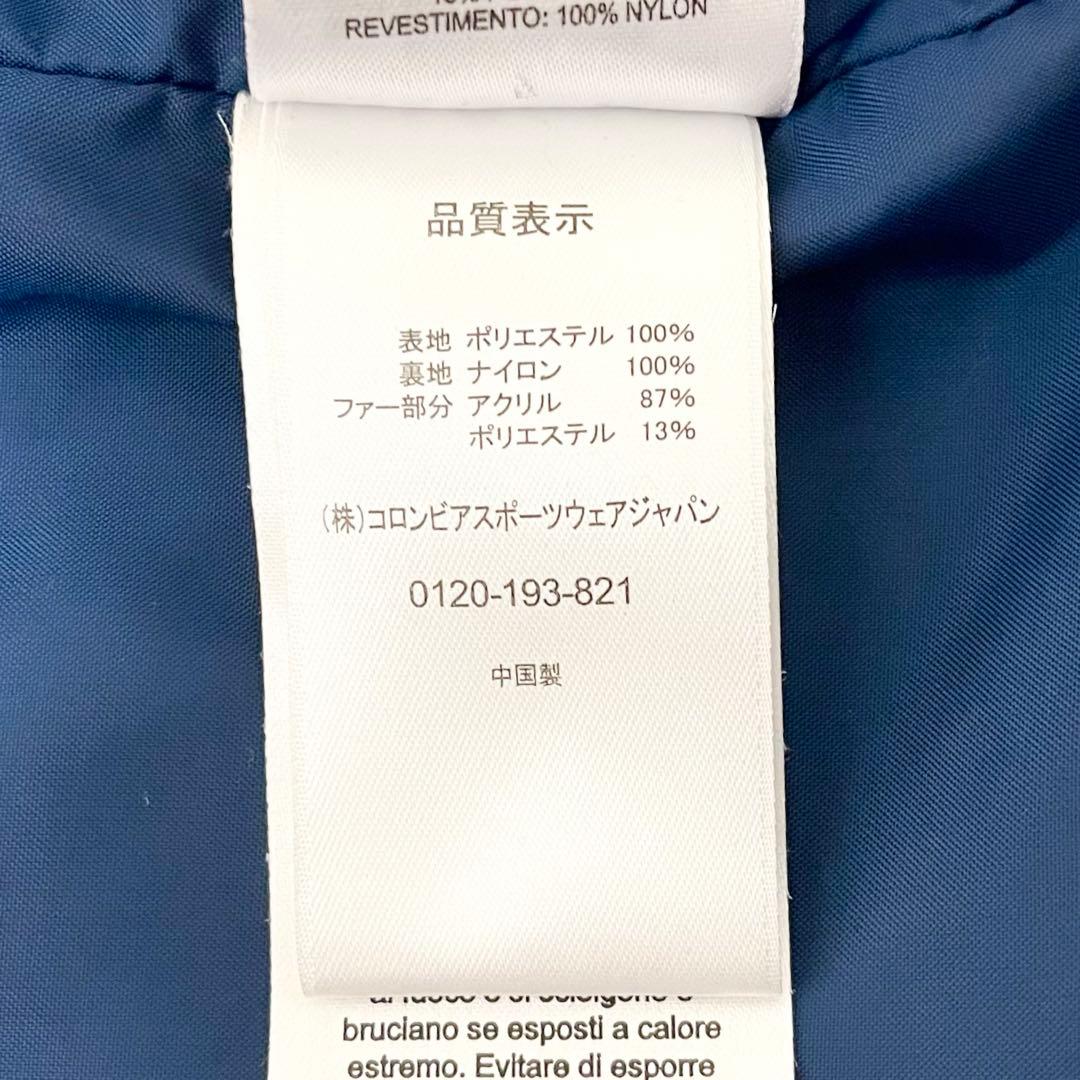 REVESTIMENTO: 100% NYLON
品質表示
表地 ポリエステル 100%
裏地 ナイロン 100%
ファー部分 アクリル 87%
ポリエステル 13%
(株)コロンビアスポーツウェアジャパン
0120-193-821
中国製
bruciano se esposti a calore
estremo. Evitare di esporre